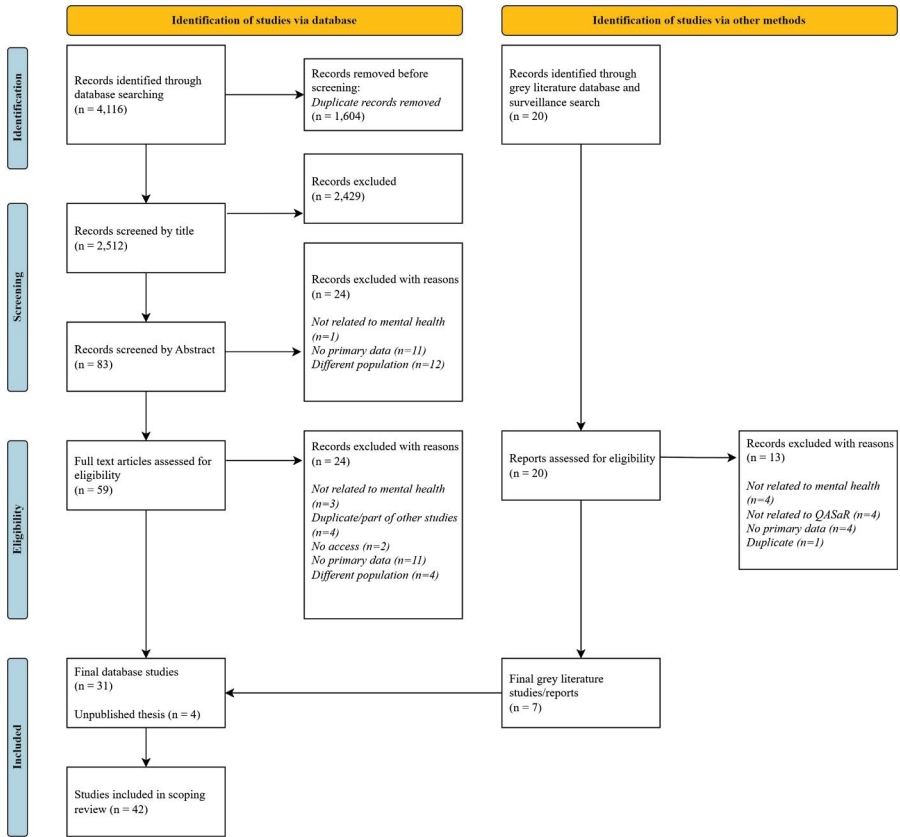 Identification of studies via database
Identification of studies via other methods
Identification
Records identified through
database searching
(n = 4,116)
Records removed before
screening:
Duplicate records removed
(n = 1,604)
Records identified through
grey literature database and
surveillance search
(n = 20)
Screening
Records excluded
(n = 2,429)
Records screened by title
(n = 2,512)
Records excluded with reasons
(n = 24)
Not related to mental health
(n=1)
No primary data (n=11)
Different population (n=12)
Records screened by Abstract
(n = 83)
Eligibility
Full text articles assessed for
eligibility
(n = 59)
Records excluded with reasons
(n = 24)
Not related to mental health
(n=3)
Duplicate/part of other studies
(n=4)
No access (n=2)
No primary data (n=11)
Different population (n=4)
Reports assessed for eligibility
(n = 20)
Records excluded with reasons
(n = 13)
Not related to mental health
(n=4)
Not related to QASaR (n=4)
No primary data (n=4)
Duplicate (n=1)
Included
Final database studies
(n = 31)
Unpublished thesis (n = 4)
Final grey literature
studies/reports
(n = 7)
Studies included in scoping
review (n = 42)